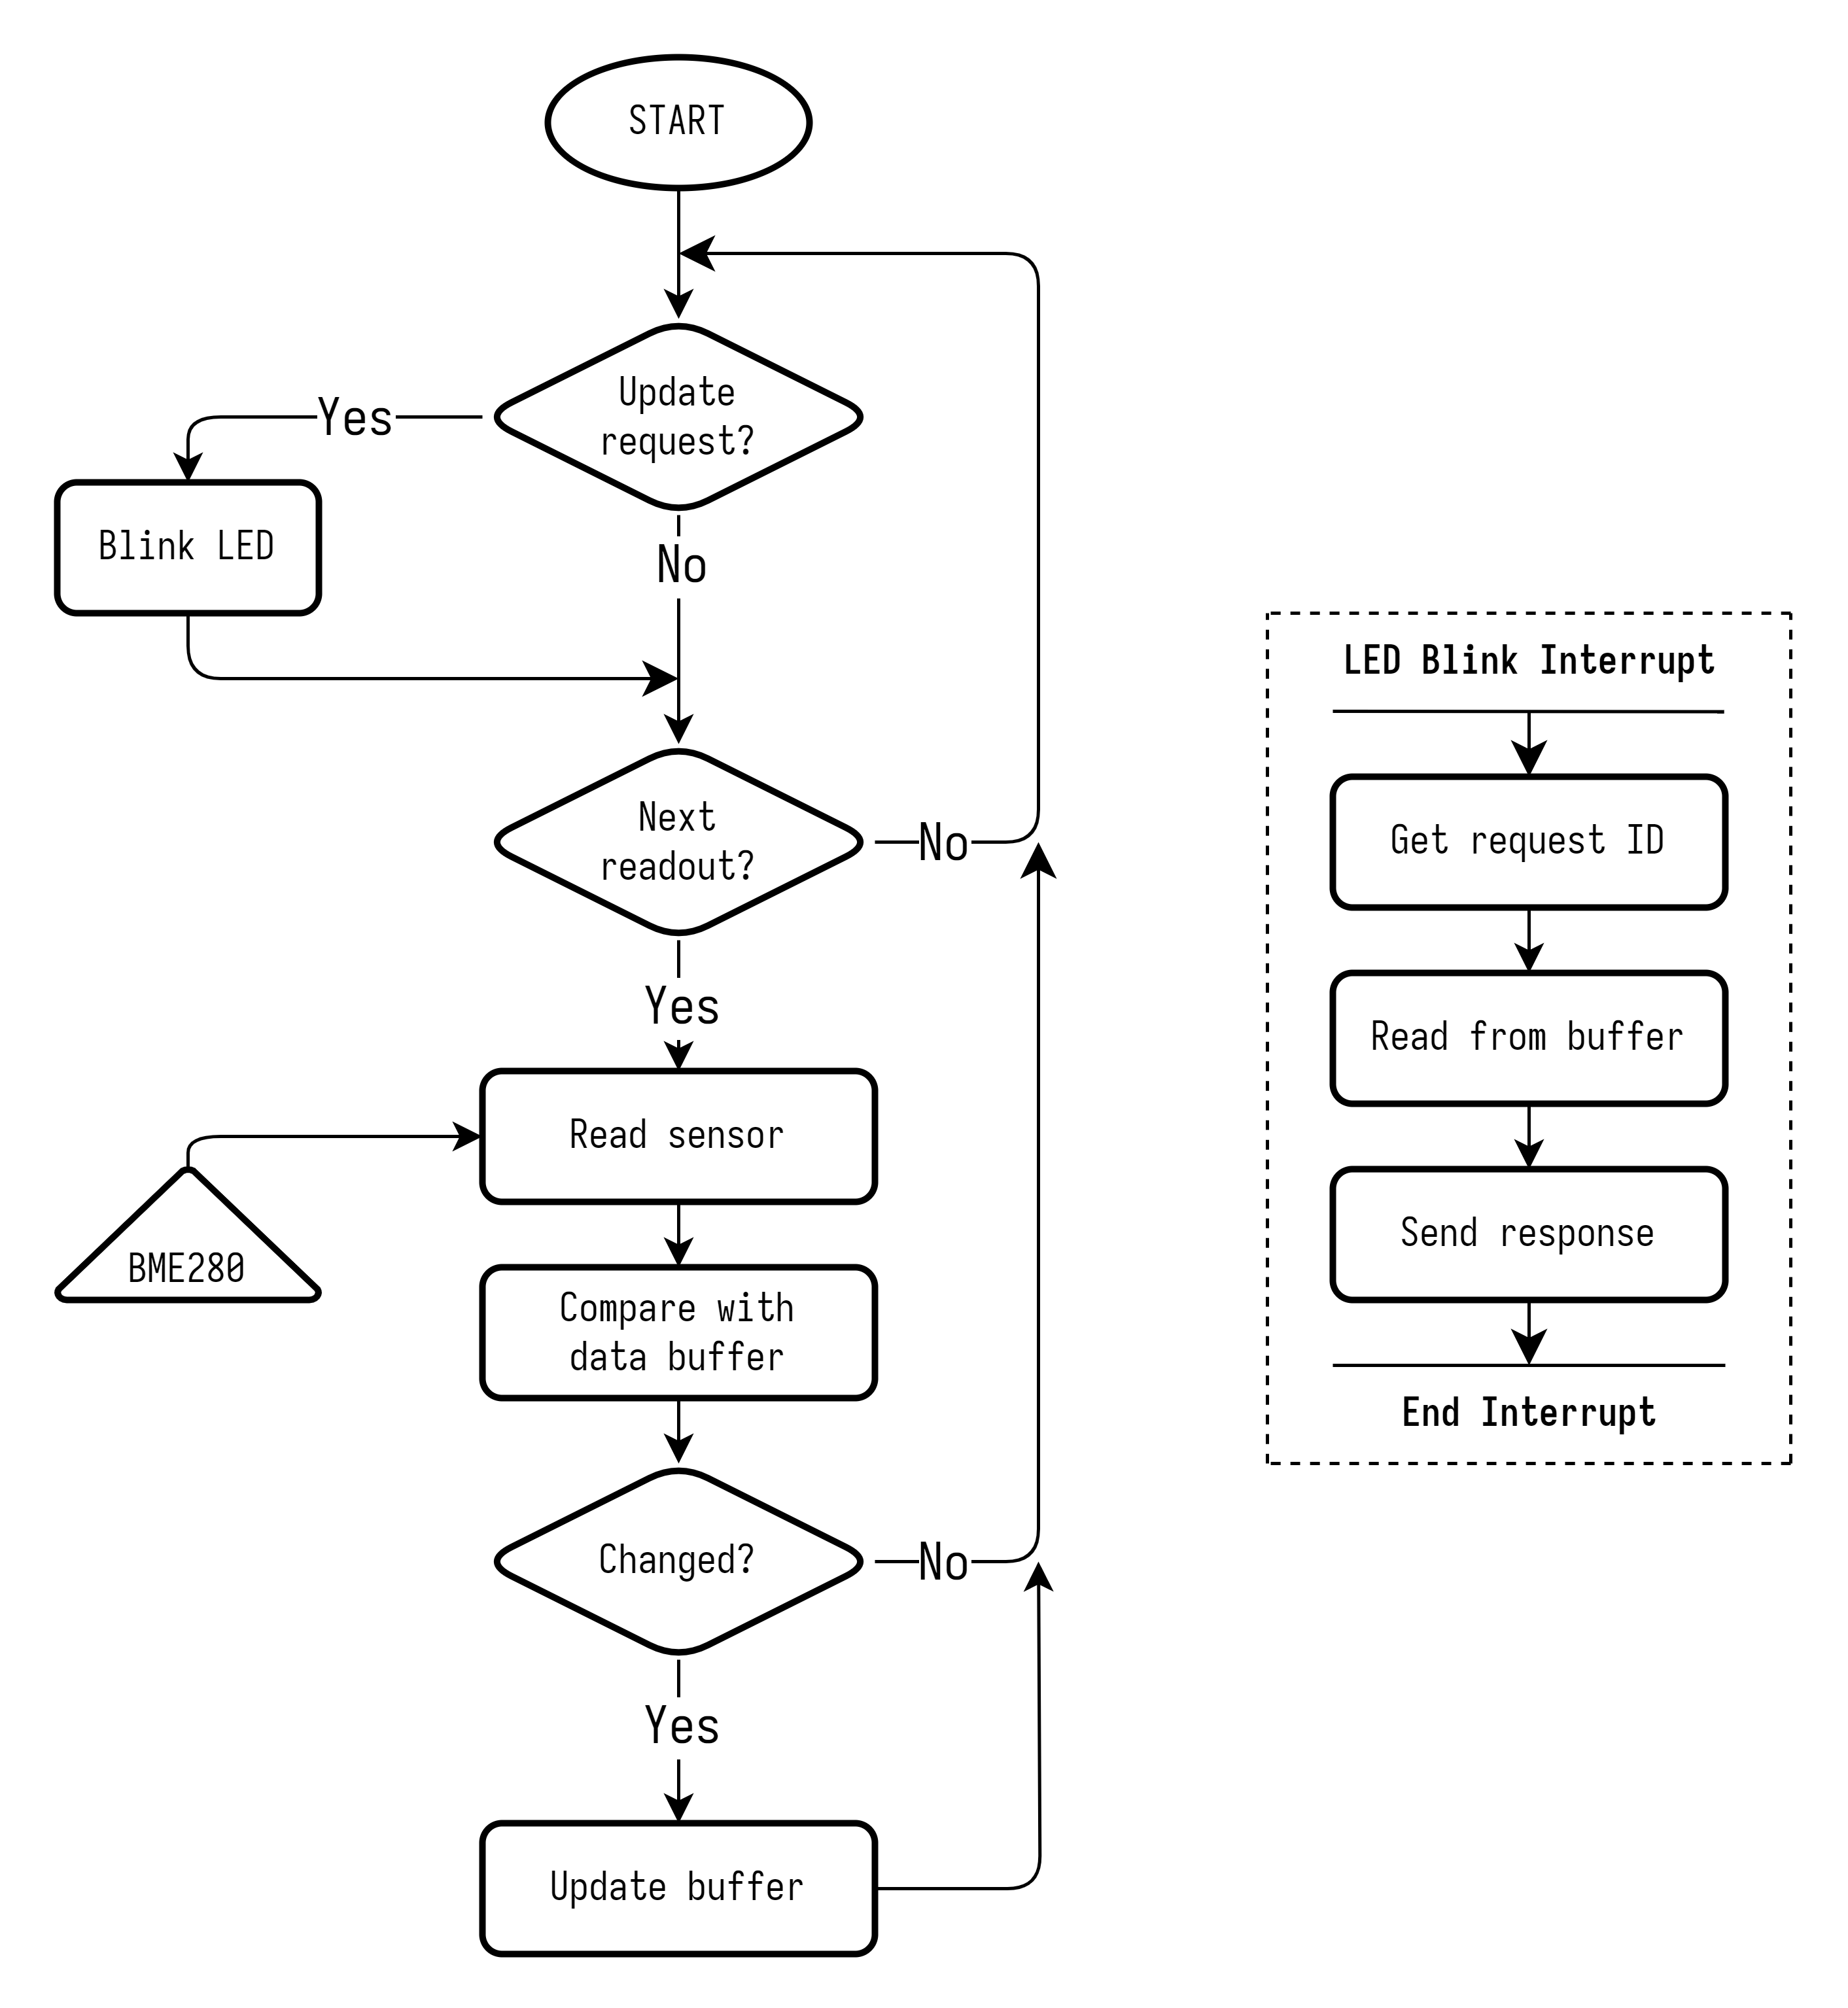 START
Update
request?
Yes
Blink LED
No
Next
readout?
No
Yes
Read sensor
BME280
Compare with
data buffer
Changed?
No
Yes
Update buffer
LED Blink Interrupt
Get request ID
Read from buffer
Send response
End Interrupt